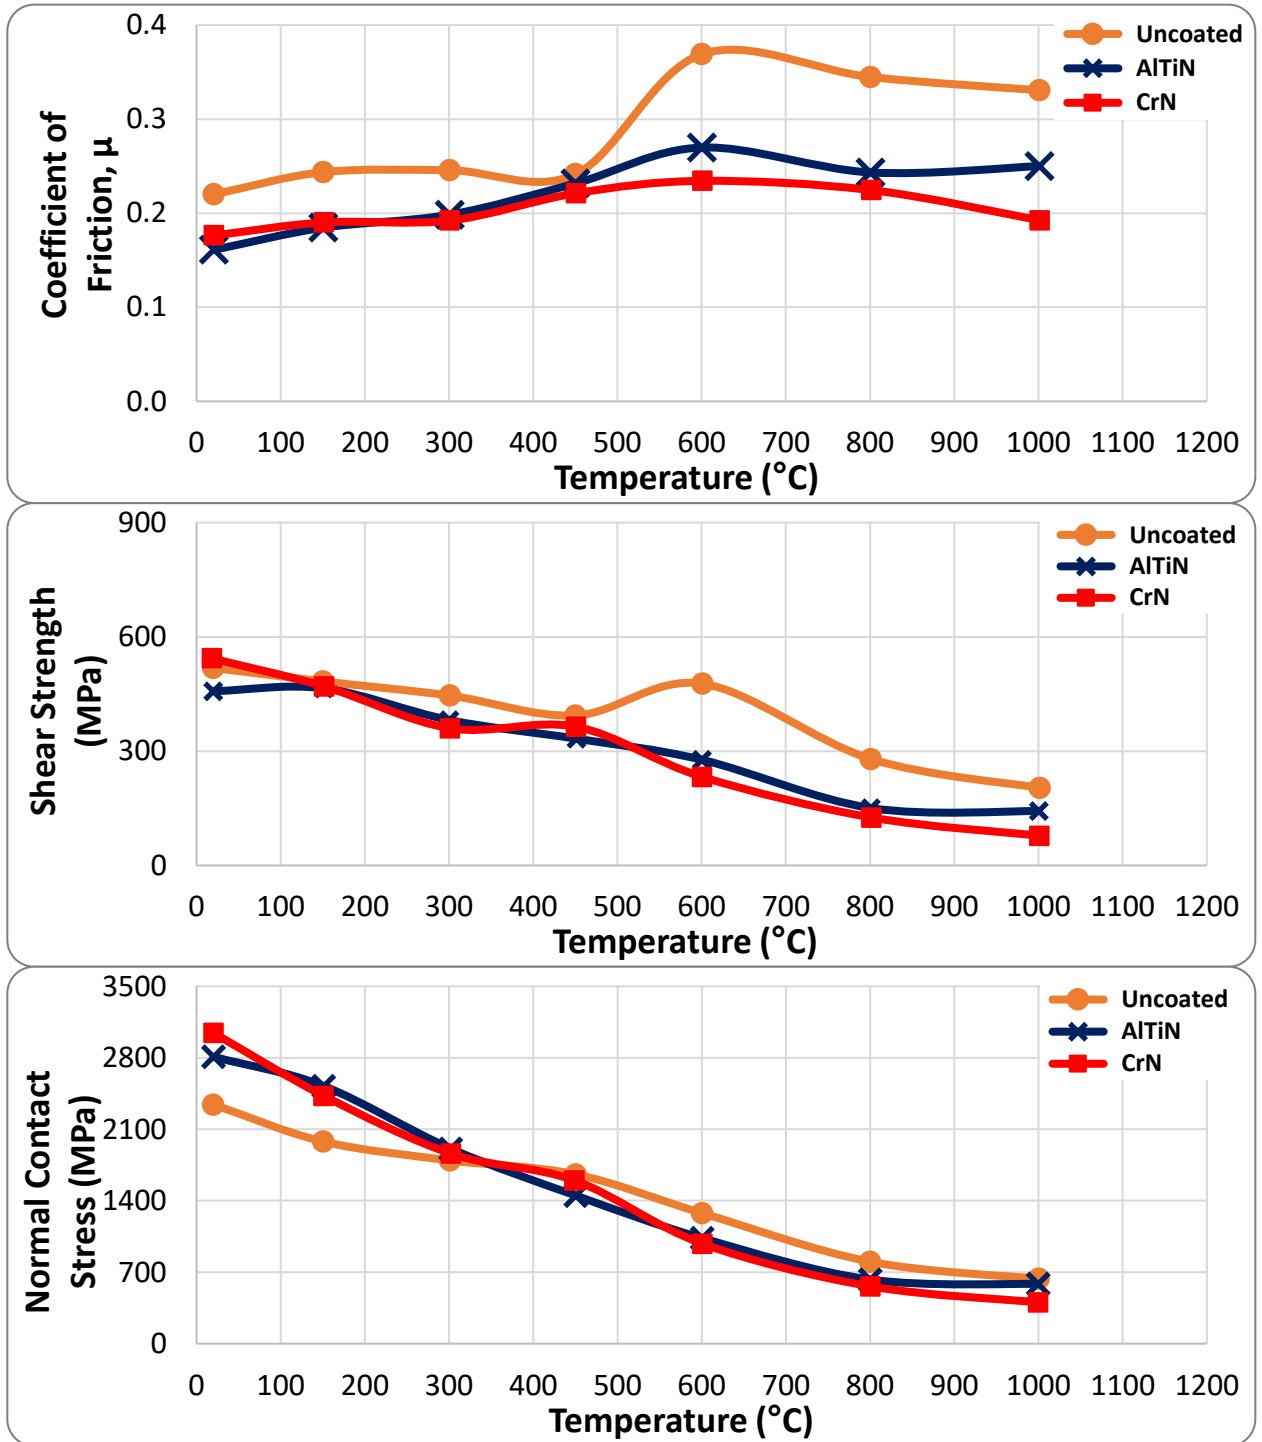 0.4
0.3
0.2
0.1
0.0
Coefficient of
Friction, µ
Uncoated
AlTiN
CrN
0 100 200 300 400 500 600 700 800 900 1000 1100 1200
Temperature (°C)
900
600
300
0
Shear Strength
(MPa)
Uncoated
AlTiN
CrN
0 100 200 300 400 500 600 700 800 900 1000 1100 1200
Temperature (°C)
3500
2800
2100
1400
700
0
Normal Contact
Stress (MPa)
Uncoated
AlTiN
CrN
0 100 200 300 400 500 600 700 800 900 1000 1100 1200
Temperature (°C)